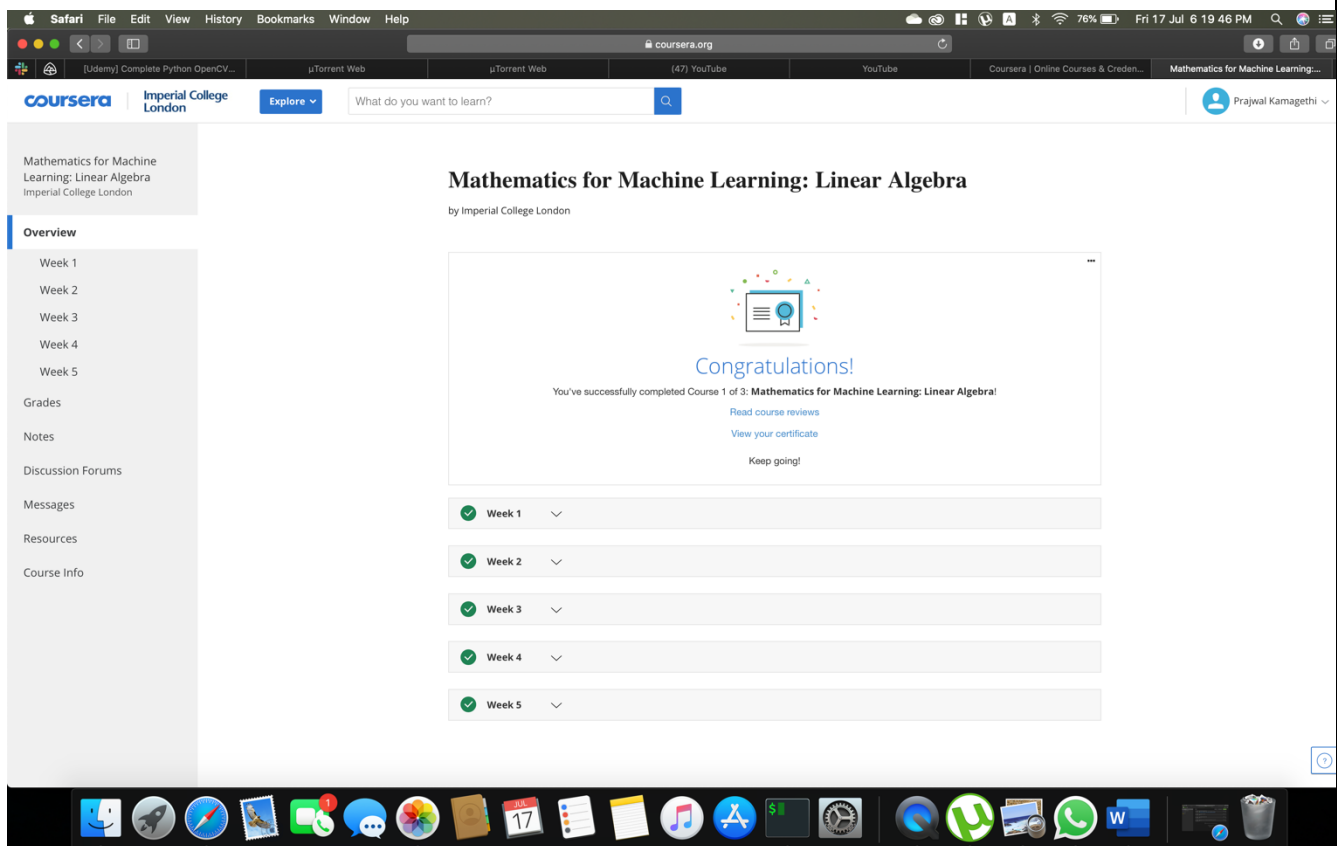 Safari File Edit View History Bookmarks Window Help 76% Fri 17 Jul 6 19 46 PM
coursera.org
[Udemy] Complete Python OpenCV... µTorrent Web µTorrent Web (47) YouTube YouTube Coursera | Online Courses & Creden... Mathematics for Machine Learning:...
coursera Imperial College London Explore What do you want to learn? Prajwal Kamagethi
Mathematics for Machine
Learning: Linear Algebra
Imperial College London
Overview
Week 1
Week 2
Week 3
Week 4
Week 5
Grades
Notes
Discussion Forums
Messages
Resources
Course Info
Mathematics for Machine Learning: Linear Algebra
by Imperial College London
Congratulations!
You've successfully completed Course 1 of 3: Mathematics for Machine Learning: Linear Algebra!
Read course reviews
View your certificate
Keep going!
Week 1
Week 2
Week 3
Week 4
Week 5
?
1
JUL
17
$
W